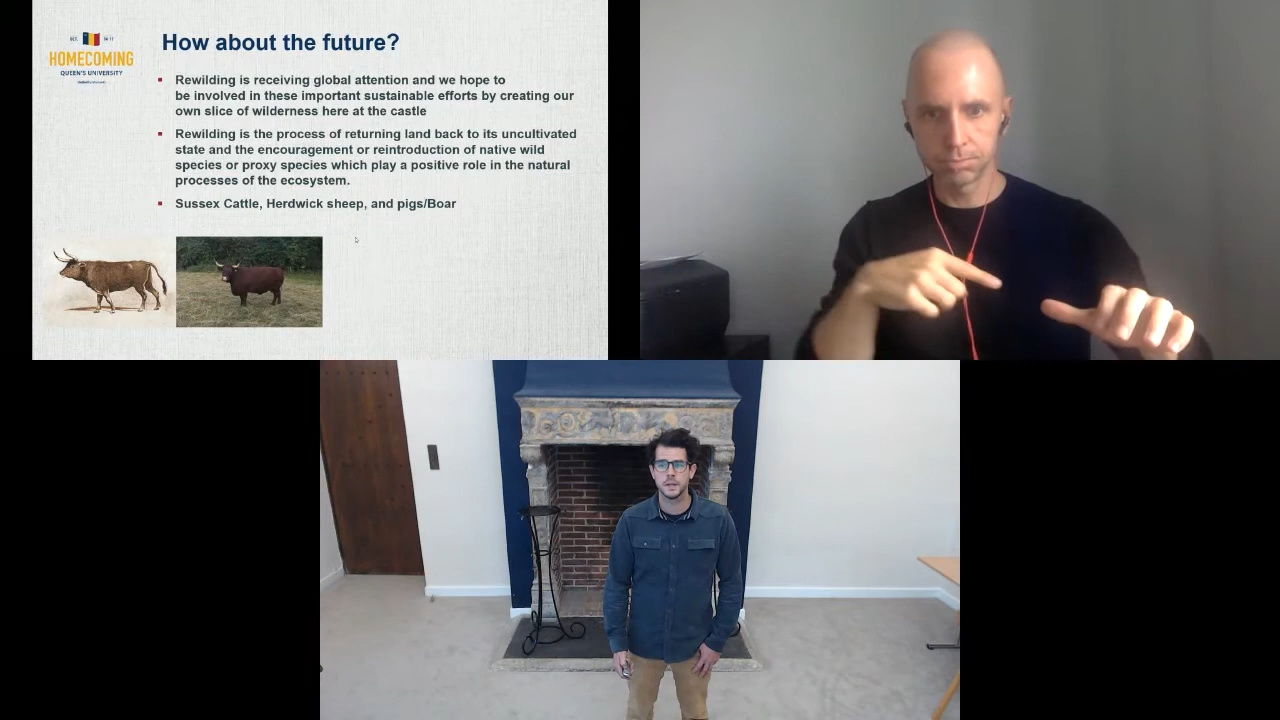 How about the future?
HOMECOMING
QUEEN'S UNIVERSITY
▪ Rewilding is receiving global attention and we hope to
be involved in these important sustainable efforts by creating our
own slice of wilderness here at the castle
▪ Rewilding is the process of returning land back to its uncultivated
state and the encouragement or reintroduction of native wild
species or proxy species which play a positive role in the natural
processes of the ecosystem.
▪ Sussex Cattle, Herdwick sheep, and pigs/Boar